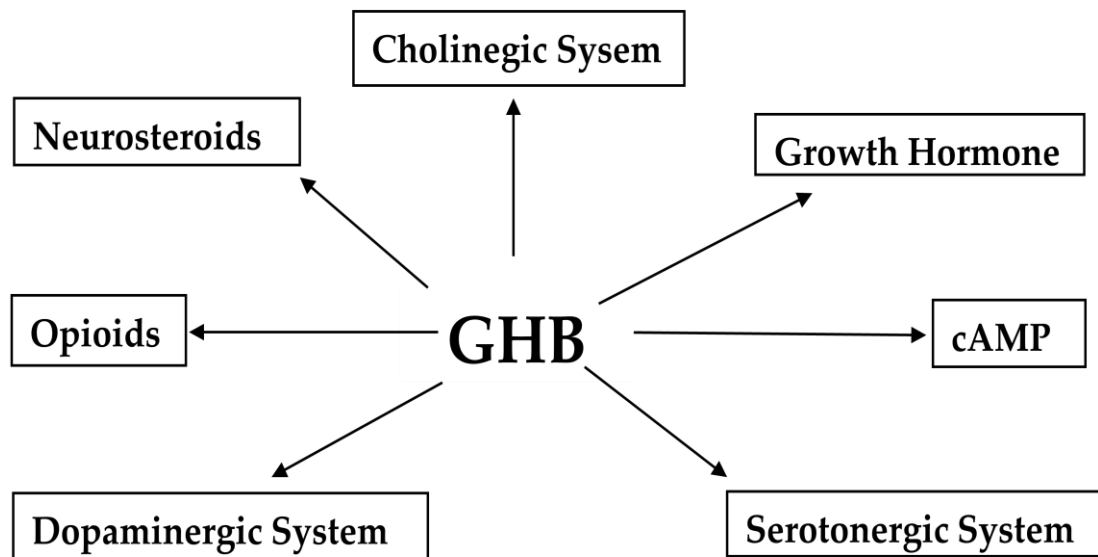 Cholinegic Sysem
Neurosteroids
Growth Hormone
Opioids
GHB
cAMP
Dopaminergic System
Serotonergic System